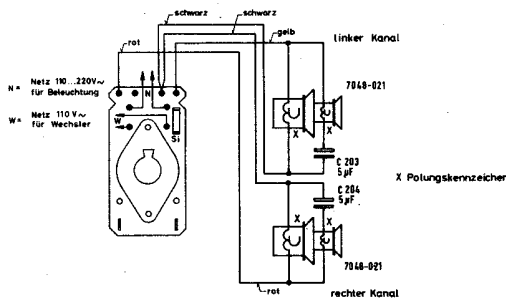 schwarz schwarz
gelb
linker Kanal
rot
N = Netz 110...220V~
für Beleuchtung
N
7048-021
W = Netz 110 V~
für Wechsler
W
Si
X X
C 203
5 µF
X Polungskennzeichen
C 204
5 µF
X X
7048-021
rot
rechter Kanal